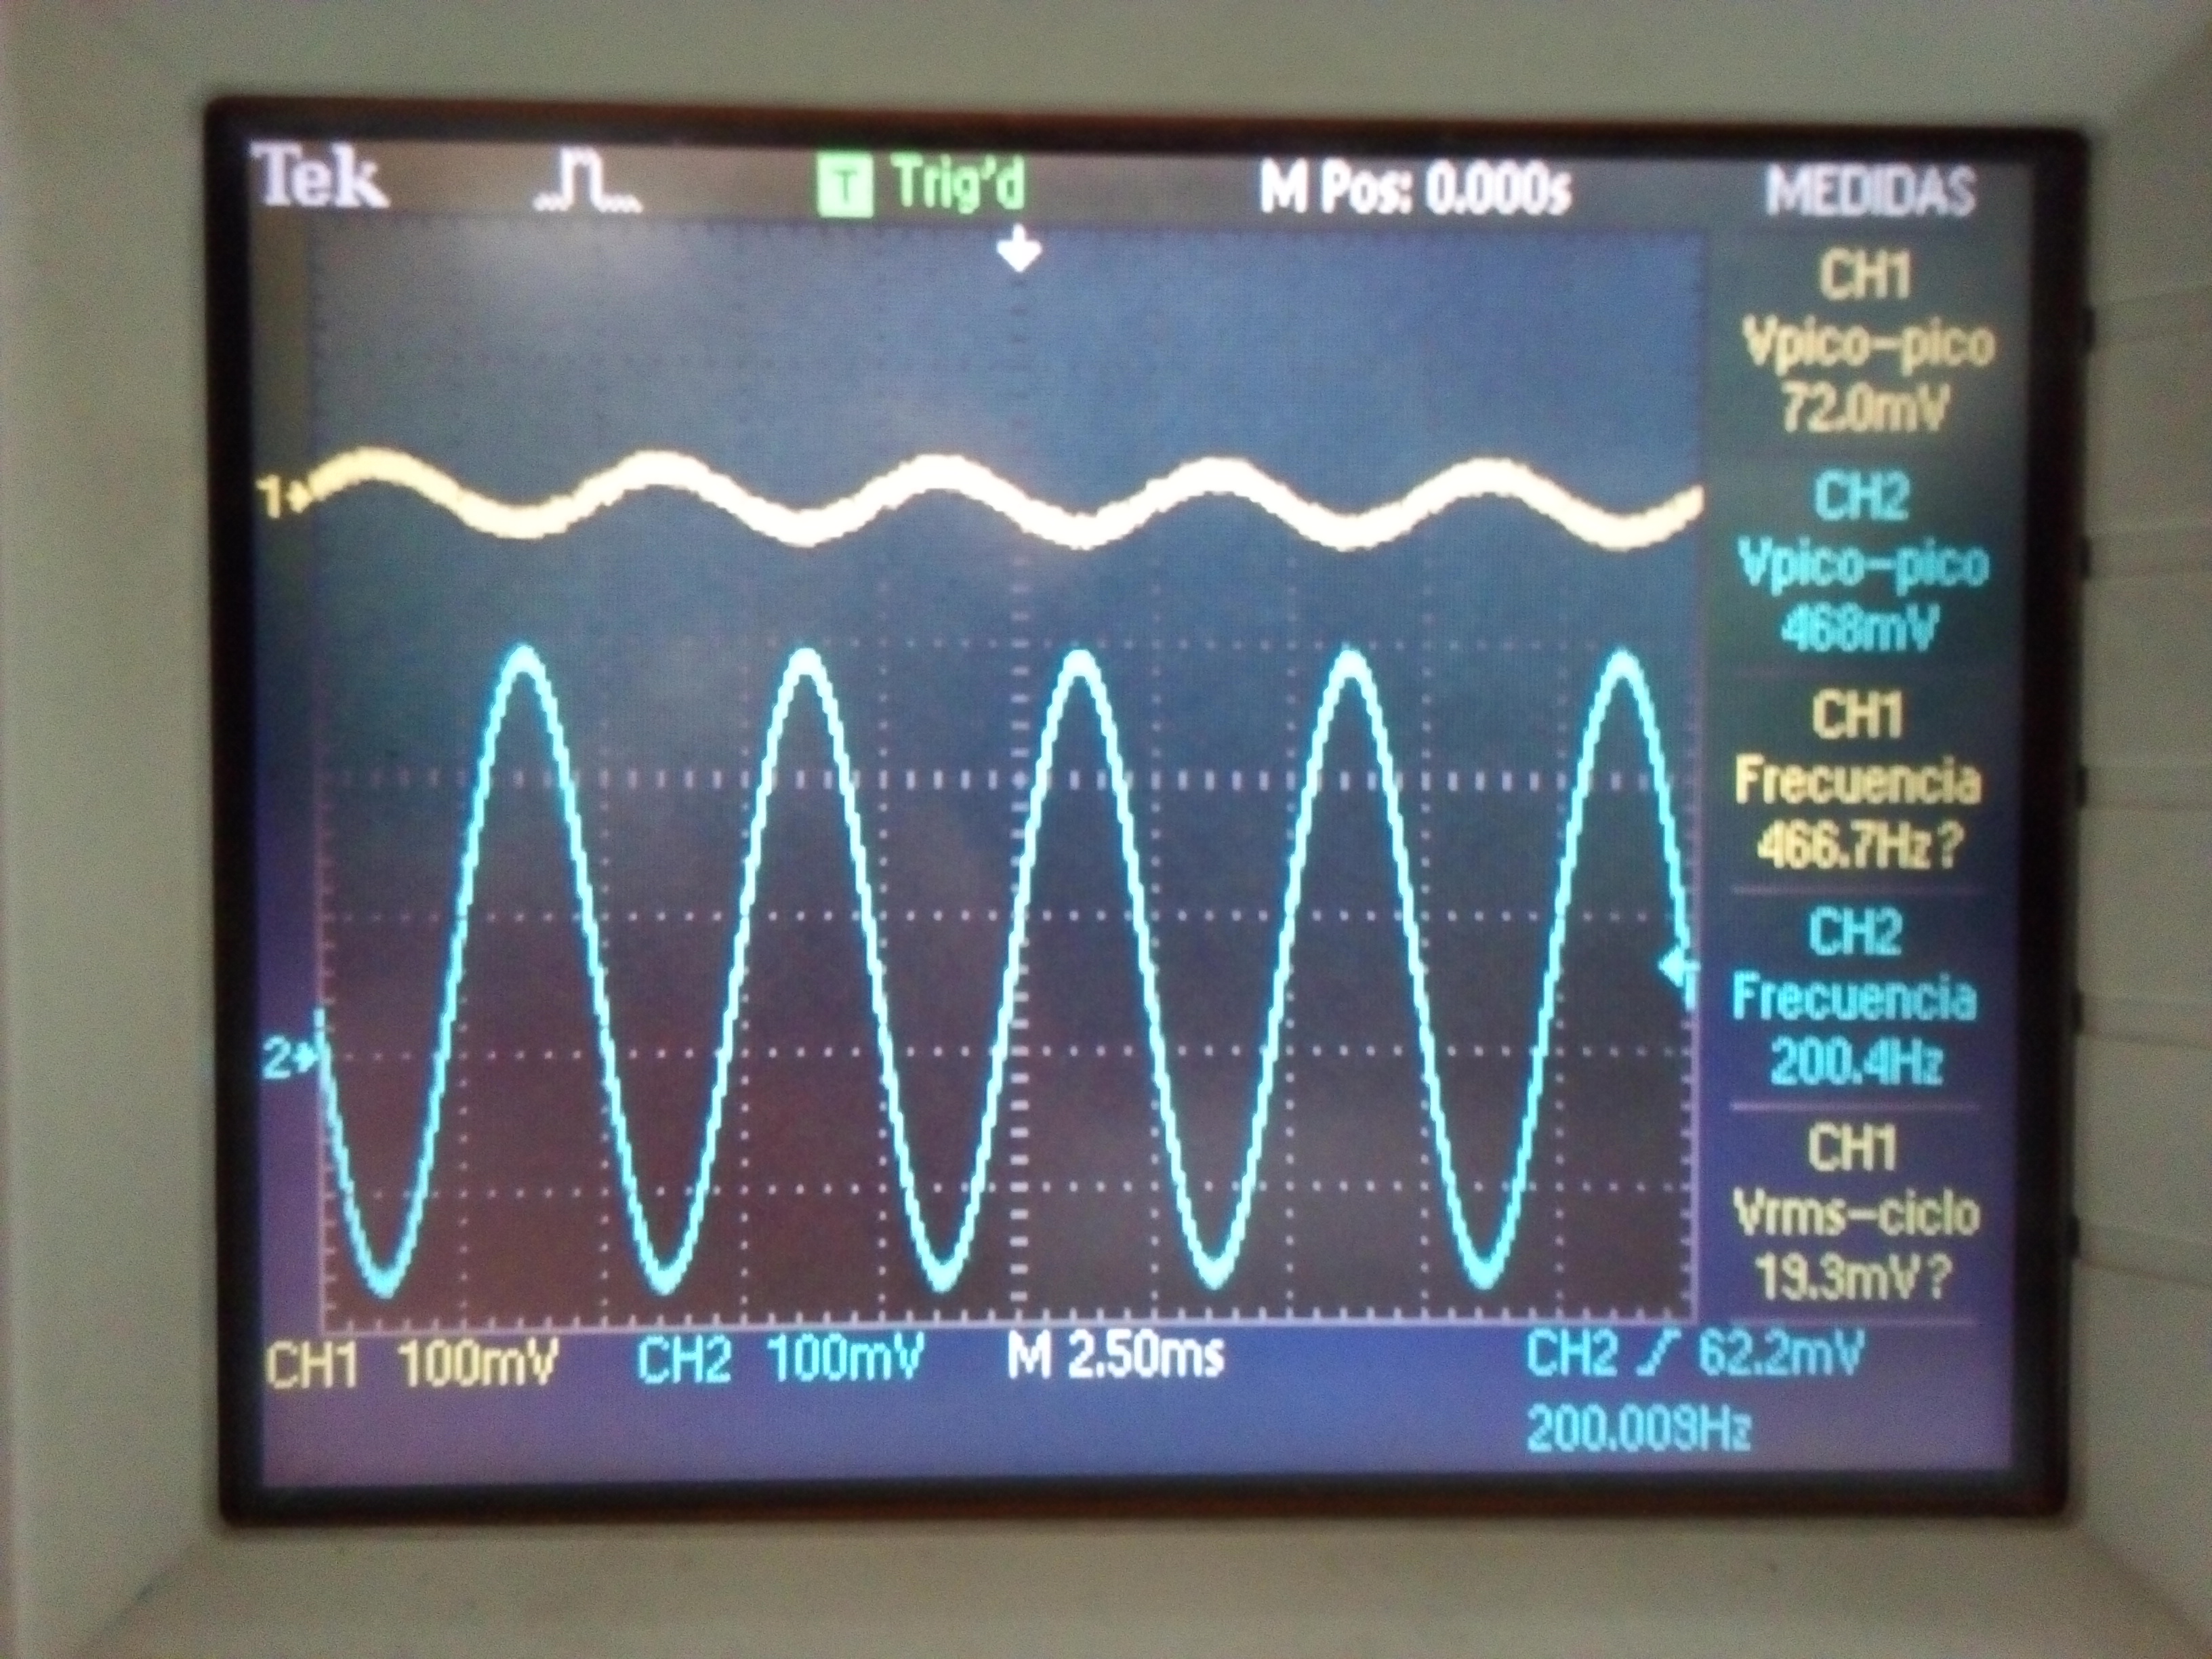 Tek
T Trig'd
M Pos: 0.000s
MEDIDAS
CH1
Vpico-pico
72.0mV
CH2
Vpico-pico
468mV
CH1
Frecuencia
466.7Hz?
CH2
Frecuencia
200.4Hz
CH1
Vrms-ciclo
19.3mV?
1
2
CH1 100mV
CH2 100mV
M 2.50ms
CH2 62.2mV
200.009Hz